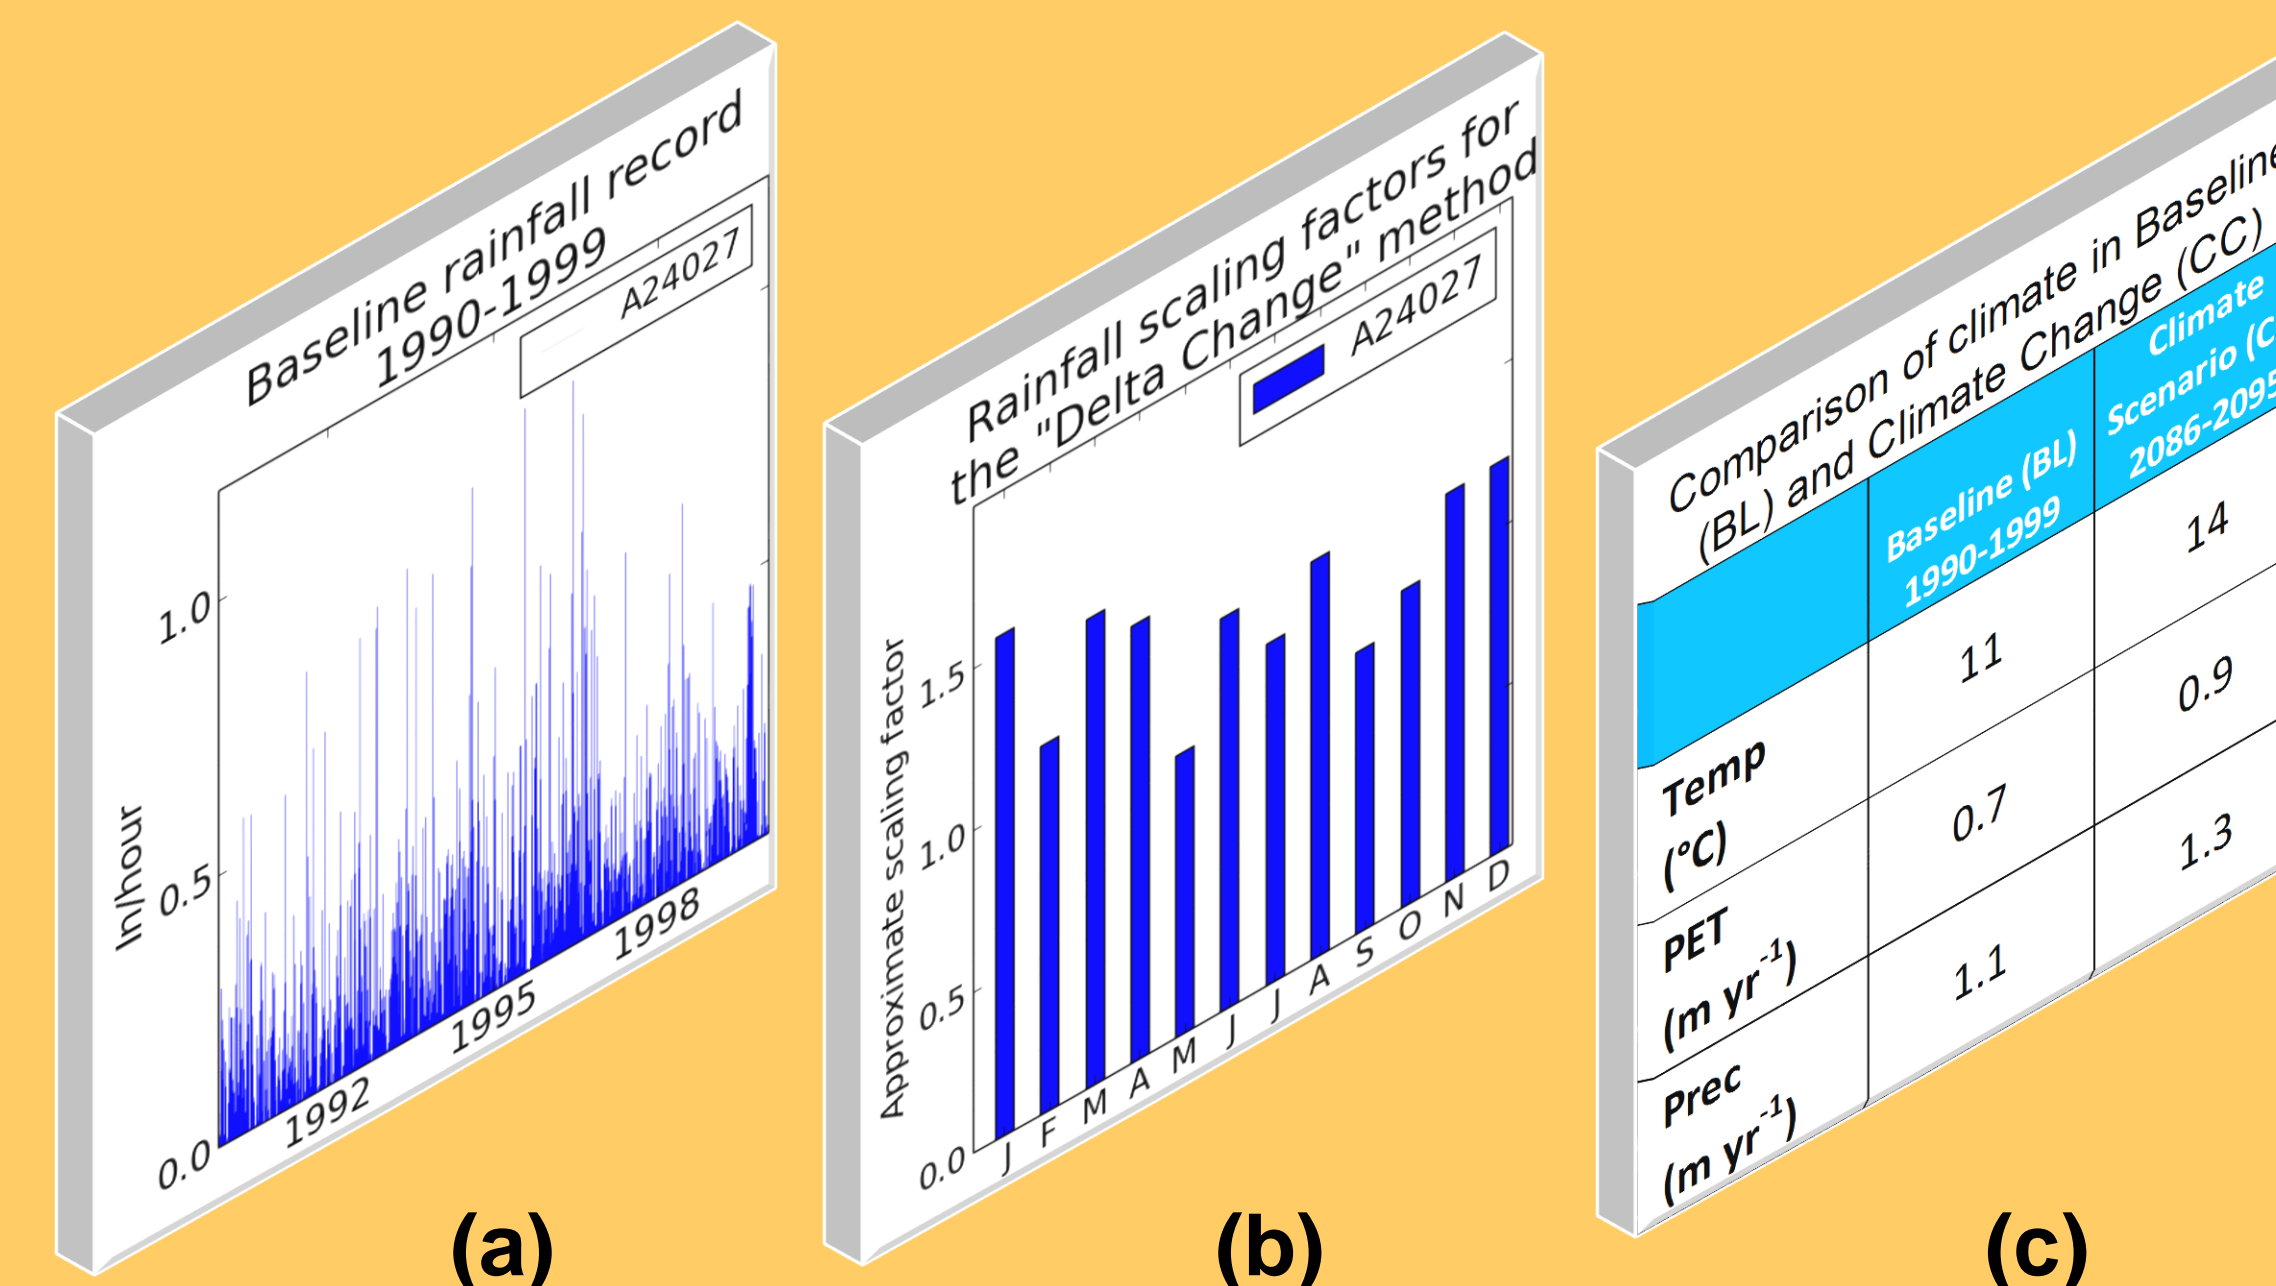 Baseline rainfall record
1990-1999
A24027
In/hour
1.0
0.5
0.0
1992
1995
1998
(a)
Rainfall scaling factors for
the "Delta Change" method
A24027
Approximate scaling factor
1.5
1.0
0.5
0.0
J F M A M J J A S O N D
(b)
Comparison of climate in Baseline
(BL) and Climate Change (CC)
Baseline (BL)
1990-1999
Climate
Scenario (C
2086-2095
Temp
(°C)
11
14
PET
(m yr-1)
0.7
0.9
Prec
(m yr-1)
1.1
1.3
(c)